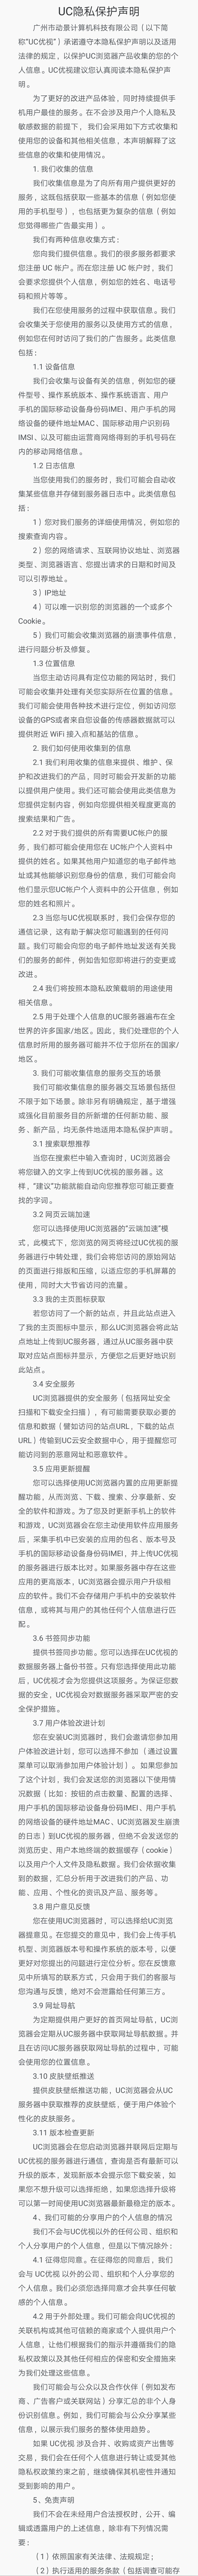 UC隐私保护声明
广州市动景计算机科技有限公司（以下简
称“UC优视”）承诺遵守本隐私保护声明以及适用
法律的规定，以保护UC浏览器产品收集的您的个
人信息。UC优视建议您认真阅读本隐私保护声
明。
为了更好的改进产品体验，同时持续提供手
机用户最佳的服务。在不会涉及用户个人隐私及
敏感数据的前提下， 我们会采用如下方式收集和
使用您的设备和其他相关信息，本声明解释了这
些信息的收集和使用情况。
1. 我们收集的信息
我们收集信息是为了向所有用户提供更好的
服务，这既包括获取一些基本的信息（例如您使
用的手机型号），也包括更为复杂的信息（例如
您觉得哪些广告最实用）。
我们有两种信息收集方式：
您向我们提供信息。我们的很多服务都要求
您注册 UC 帐户。而在您注册 UC 帐户时，我们
会要求您提供个人信息，例如您的姓名、电话号
码和照片等等。
我们在您使用服务的过程中获取信息。我们
会收集关于您使用的服务以及使用方式的信息，
例如您在何时访问了我们的广告服务。此类信息
包括：
1.1 设备信息
我们会收集与设备有关的信息，例如您的硬
件型号、操作系统版本、操作系统语言、用户
手机的国际移动设备身份码IMEI、用户手机的网
络设备的硬件地址MAC、国际移动用户识别码
IMSI、以及可能由运营商网络得到的手机号码在
内的移动网络信息。
1.2 日志信息
当您使用我们的服务时，我们可能会自动收
集某些信息并存储到服务器日志中。此类信息包
括：
1）您对我们服务的详细使用情况，例如您的
搜索查询内容。
2）您的网络请求、互联网协议地址、浏览器
类型、浏览器语言、您提出请求的日期和时间及
可以引荐地址。
3）IP地址
4）可以唯一识别您的浏览器的一个或多个
Cookie。
5）我们可能会收集浏览器的崩溃事件信息，
进行问题分析及修复。
1.3 位置信息
当您主动访问具有定位功能的网站时，我们
可能会收集并处理有关您实际所在位置的信息。
我们可能会使用各种技术进行定位，例如访问您
设备的GPS或者来自您设备的传感器数据就可以
提供附近 WiFi 接入点和基站的信息。
2. 我们如何使用收集到的信息
2.1 我们利用收集的信息来提供、维护、保
护和改进我们的产品，同时可能会开发新的功能
以提供用户使用。我们还可能会使用此类信息为
您提供定制内容，例如向您提供相关程度更高的
搜索结果和广告。
2.2 对于我们提供的所有需要UC帐户的服
务，我们都可能会使用您在 UC帐户个人资料中
提供的姓名。如果其他用户知道您的电子邮件地
址或其他能够识别您身份的信息，我们可能会向
他们显示您UC帐户个人资料中的公开信息，例如
您的姓名和照片。
2.3 当您与UC优视联系时，我们会保存您的
通信记录，这有助于解决您可能遇到的任何问
题。我们可能会向您的电子邮件地址发送有关我
们的服务的邮件，例如告知您即将进行的变更或
改进。
2.4 我们将按照本隐私政策载明的用途使用
相关信息。
2.5 用于处理个人信息的UC服务器遍布在全
世界的许多国家/地区。因此，我们处理您的个人
信息时所用的服务器可能并不位于您所在的国家/
地区。
3. 我们可能收集信息的服务交互的场景
我们可能收集信息的服务器交互场景包括但
不限于如下场景。除非另有明确规定，基于增强
或强化目前服务目的所新增的任何新功能、服
务、新产品，均无条件地适用本隐私保护声明。
3.1 搜索联想推荐
当您在搜索栏中输入查询时，UC浏览器会
将您键入的文字上传到UC优视的服务器。这
样，“建议”功能就能自动向您推荐您可能正要查
找的字词。
3.2 网页云端加速
您可以选择使用UC浏览器的“云端加速”模
式，此模式下，您浏览的网页将经过UC优视的服
务器进行中转处理，我们会将您访问的原始网站
的页面进行排版和压缩，以适应您的手机屏幕的
使用，同时大大节省访问的流量。
3.3 我的主页图标获取
若您访问了一个新的站点，并且此站点进入
了我的主页图标中显示，那么UC浏览器会将此站
点地址上传到UC服务器，通过从UC服务器中获
取对应站点图标并显示，方便您之后更好地识别
此站点。
3.4 安全服务
UC浏览器提供的安全服务（包括网址安全
扫描和下载安全扫描），有可能需要获取必要的
信息和数据（譬如访问的站点URL，下载的站点
URL）传输到UC云安全数据中心，用于提醒您可
能访问到的恶意网址和恶意软件。
3.5 应用更新提醒
您可以选择使用UC浏览器内置的应用更新提
醒功能，从而浏览、下载、搜索、分享最新、安
全的软件和游戏。为了您及时更新手机上的软件
和游戏，UC浏览器会在您主动使用软件应用服务
后，采集手机中已安装的应用的包名、版本号及
手机的国际移动设备身份码IMEI，并上传UC优视
的服务器进行版本比对。如果服务器中存在这些
应用的更高版本，UC浏览器会提示用户升级相
应的软件。我们不会存储用户手机中的安装软件
信息，或将其与用户的其他任何个人信息进行匹
配。
3.6 书签同步功能
提供书签同步功能。您可以选择在UC优视的
数据服务器上备份书签。只有您选择使用此功能
后，UC优视才会为您提供这项服务。为保证您数
据的安全，UC优视会对数据服务器采取严密的安
全保护措施。
3.7 用户体验改进计划
您在安装UC浏览器时，我们会邀请您参加用
户体验改进计划，您可以选择不参加 （通过设置
菜单可以取消参加用户体验计划）。如果您参加
了这个计划，我们会发送您的浏览器以下使用情
况数据（比如：按钮的点击数量、配置的选择、
用户手机的国际移动设备身份码IMEI、用户手机
的网络设备的硬件地址MAC、UC浏览器发生崩溃
的日志）到UC优视的服务器，但绝不会发送您的
浏览历史、用户本地终端的数据缓存（cookie）
以及用户个人文件及隐私数据。我们会依据收集
到的数据，汇总分析用于改进我们的产品、功
能、应用、个性化的资讯及产品、服务等。
3.8 用户意见反馈
您在使用UC浏览器时，可以选择给UC浏览
器提意见。在您提交的意见中，我们会上传手机
机型、浏览器版本号和操作系统的版本号，以便
更好对您提出的问题进行定位分析。您在反馈意
见中所填写的联系方式，只会用于我们的客服与
您沟通与反馈，绝对不会泄露给任何第三方。
3.9 网址导航
为定期提供用户更好的首页网址导航，UC浏
览器会定期从UC服务器中获取网址导航数据。并
且在访问UC服务器获取网址导航的过程中，可能
会使用您的位置信息。
3.10 皮肤壁纸推送
提供皮肤壁纸推送功能，UC浏览器会从UC
服务器中获取推荐的皮肤壁纸，便于用户体验个
性化的皮肤服务。
3.11 版本检查更新
UC浏览器会在您启动浏览器并联网后定期与
UC优视的服务器进行通信，查询是否有最新可以
升级的版本，发现新版本会提示您下载安装，如
果您不想升级可以选择拒绝，如果您选择升级将
可以第一时间使用UC浏览器最新最稳定的版本。
4、我们可能的分享用户的个人信息的情况
我们不会与UC优视以外的任何公司、组织和
个人分享用户的个人信息，但是以下情况除外：
4.1 征得您同意。在征得您的同意后，我们
会与 UC优视 以外的公司、组织和个人分享您的
个人信息。我们必须您选择同意才会共享任何敏
感的个人信息。
4.2 用于外部处理。我们可能会向UC优视的
关联机构或其他可信赖的商家或个人提供用户个
人信息，让他们根据我们的指示并遵循我们的隐
私权政策以及其他任何相应的保密和安全措施来
为我们处理这些信息。
我们可能会与公众以及合作伙伴（例如发布
商、广告客户或关联网站）分享汇总的非个人身
份识别信息。例如，我们可能会与公众分享某些
信息，以展示我们服务的整体使用趋势。
如果 UC优视 涉及合并、收购或资产出售等
交易，我们会在任何个人信息进行转让或受其他
隐私权政策约束之前，继续确保其机密性并通知
受到影响的用户。
5、免责声明
我们不会在未经用户合法授权时，公开、编
辑或透露用户的上述信息，除非有下列情况需
要：
（1）依照国家有关法律、法规规定；
（2）执行适用的服务条款（包括调查可能存